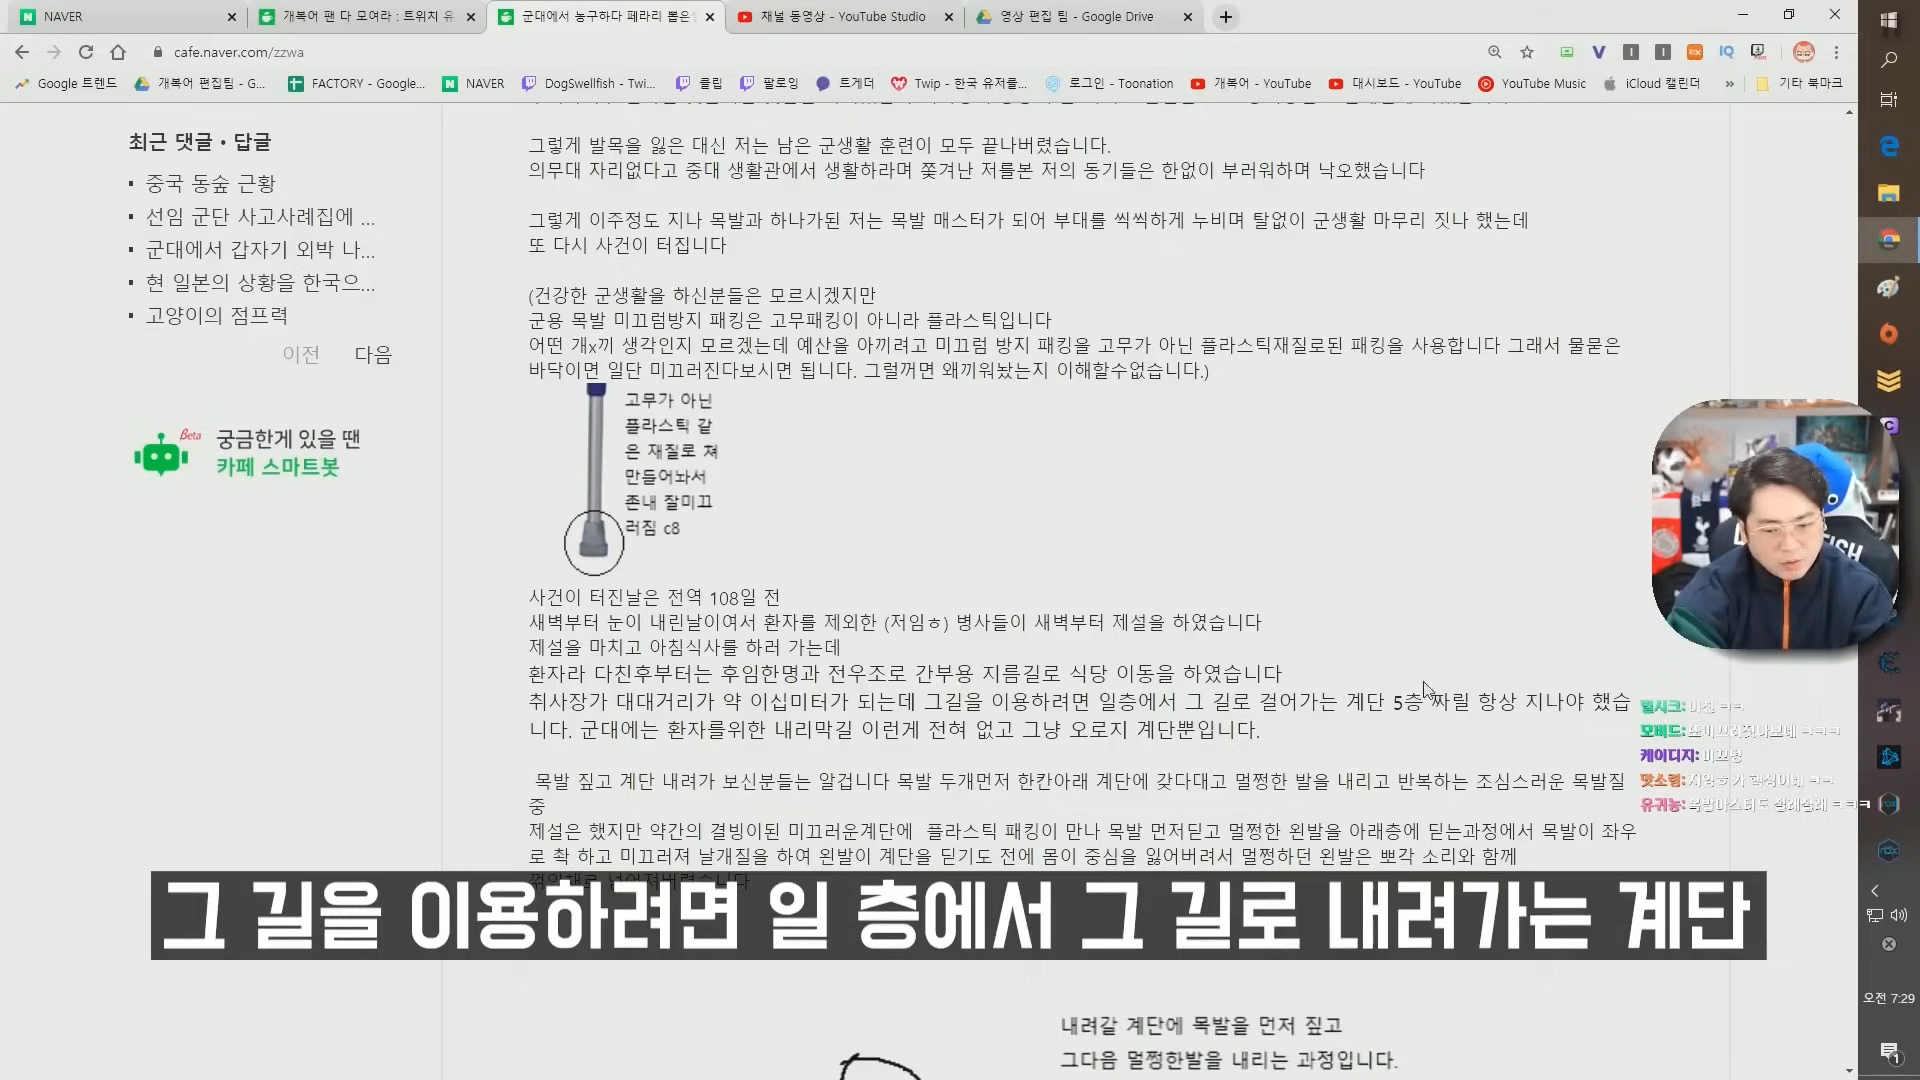 NAVER
개복어 팬 다 모여라 : 트위치 유
군대에서 농구하다 페라리 뽑은
채널 동영상 - YouTube Studio
영상 편집 팀 - Google Drive
cafe.naver.com/zzwa
Google 트렌드
개복어 편집팀 - G...
FACTORY - Google...
NAVER
DogSwellfish - Twi...
클립
팔로잉
트게더
Twip - 한국 유저를...
로그인 - Toonation
개복어 - YouTube
대시보드 - YouTube
YouTube Music
iCloud 캘린더
기타 북마크
최근 댓글 • 답글
중국 동숲 근황
선임 군단 사고사례집에 ...
군대에서 갑자기 외박 나...
현 일본의 상황을 한국으...
고양이의 점프력
이전 다음
Beta
궁금한게 있을 땐
카페 스마트봇
그렇게 발목을 잃은 대신 저는 남은 군생활 훈련이 모두 끝나버렸습니다.
의무대 자리없다고 중대 생활관에서 생활하라며 쫓겨난 저를본 저의 동기들은 한없이 부러워하며 낙오했습니다
그렇게 이주정도 지나 목발과 하나가된 저는 목발 매스터가 되어 부대를 씩씩하게 누비며 탈없이 군생활 마무리 짓나 했는데
또 다시 사건이 터집니다
(건강한 군생활을 하신분들은 모르시겠지만
군용 목발 미끄럼방지 패킹은 고무패킹이 아니라 플라스틱입니다
어떤 개x끼 생각인지 모르겠는데 예산을 아끼려고 미끄럼 방지 패킹을 고무가 아닌 플라스틱재질로된 패킹을 사용합니다 그래서 물묻은
바닥이면 일단 미끄러진다보시면 됩니다. 그럴꺼면 왜끼워놨는지 이해할수없습니다.)
고무가 아닌
플라스틱 같
은 재질로 쳐
만들어놔서
존내 잘미끄
러짐 c8
사건이 터진날은 전역 108일 전
새벽부터 눈이 내린날이여서 환자를 제외한 (저임ㅎ) 병사들이 새벽부터 제설을 하였습니다
제설을 마치고 아침식사를 하러 가는데
환자라 다친후부터는 후임한명과 전우조로 간부용 지름길로 식당 이동을 하였습니다
취사장가 대대거리가 약 이십미터가 되는데 그길을 이용하려면 일층에서 그 길로 걸어가는 계단 5층 짜릴 항상 지나야 했습
니다. 군대에는 환자를위한 내리막길 이런게 전혀 없고 그냥 오로지 계단뿐입니다.
목발 짚고 계단 내려가 보신분들는 알겁니다 목발 두개먼저 한칸아래 계단에 갖다대고 멀쩡한 발을 내리고 반복하는 조심스러운 목발질
중
제설은 했지만 약간의 결빙이된 미끄러운계단에 플라스틱 패킹이 만나 목발 먼저딛고 멀쩡한 왼발을 아래층에 딛는과정에서 목발이 좌우
로 촥 하고 미끄러져 날개질을 하여 왼발이 계단을 딛기도 전에 몸이 중심을 잃어버려서 멀쩡하던 왼발은 뽀각 소리와 함께
그 길을 이용하려면 일 층에서 그 길로 내려가는 계단
내려갈 계단에 목발을 먼저 짚고
그다음 멀쩡한발을 내리는 과정입니다.
케이디지:
맛소령:
유귀농:
오전 7:29